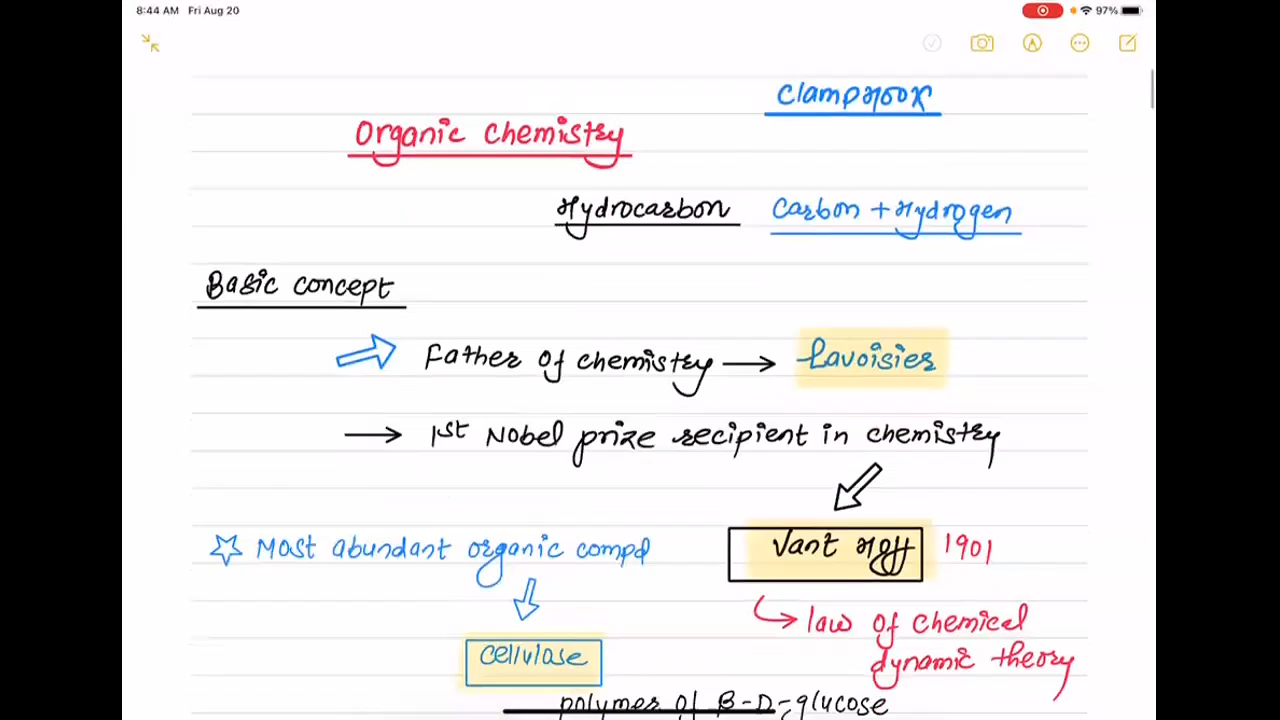 8:44 AM Fri Aug 20
97%
Clamphook
Organic Chemistry
Hydrocarbon Carbon + Hydrogen
Basic concept
Father of chemistry → Lavoisier
→ 1st Nobel prize recipient in chemistry
☆ Most abundant organic compd
Vant Hoff 1901
law of chemical
dynamic theory
cellulose
polymer of β-D-glucose